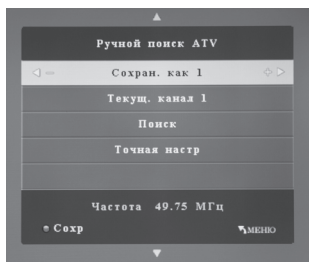 Ручной поиск ATV
Сохран. как 1
Текущ. канал 1
Поиск
Точная настр
Частота 49.75 МГц
Сохр МЕНЮ